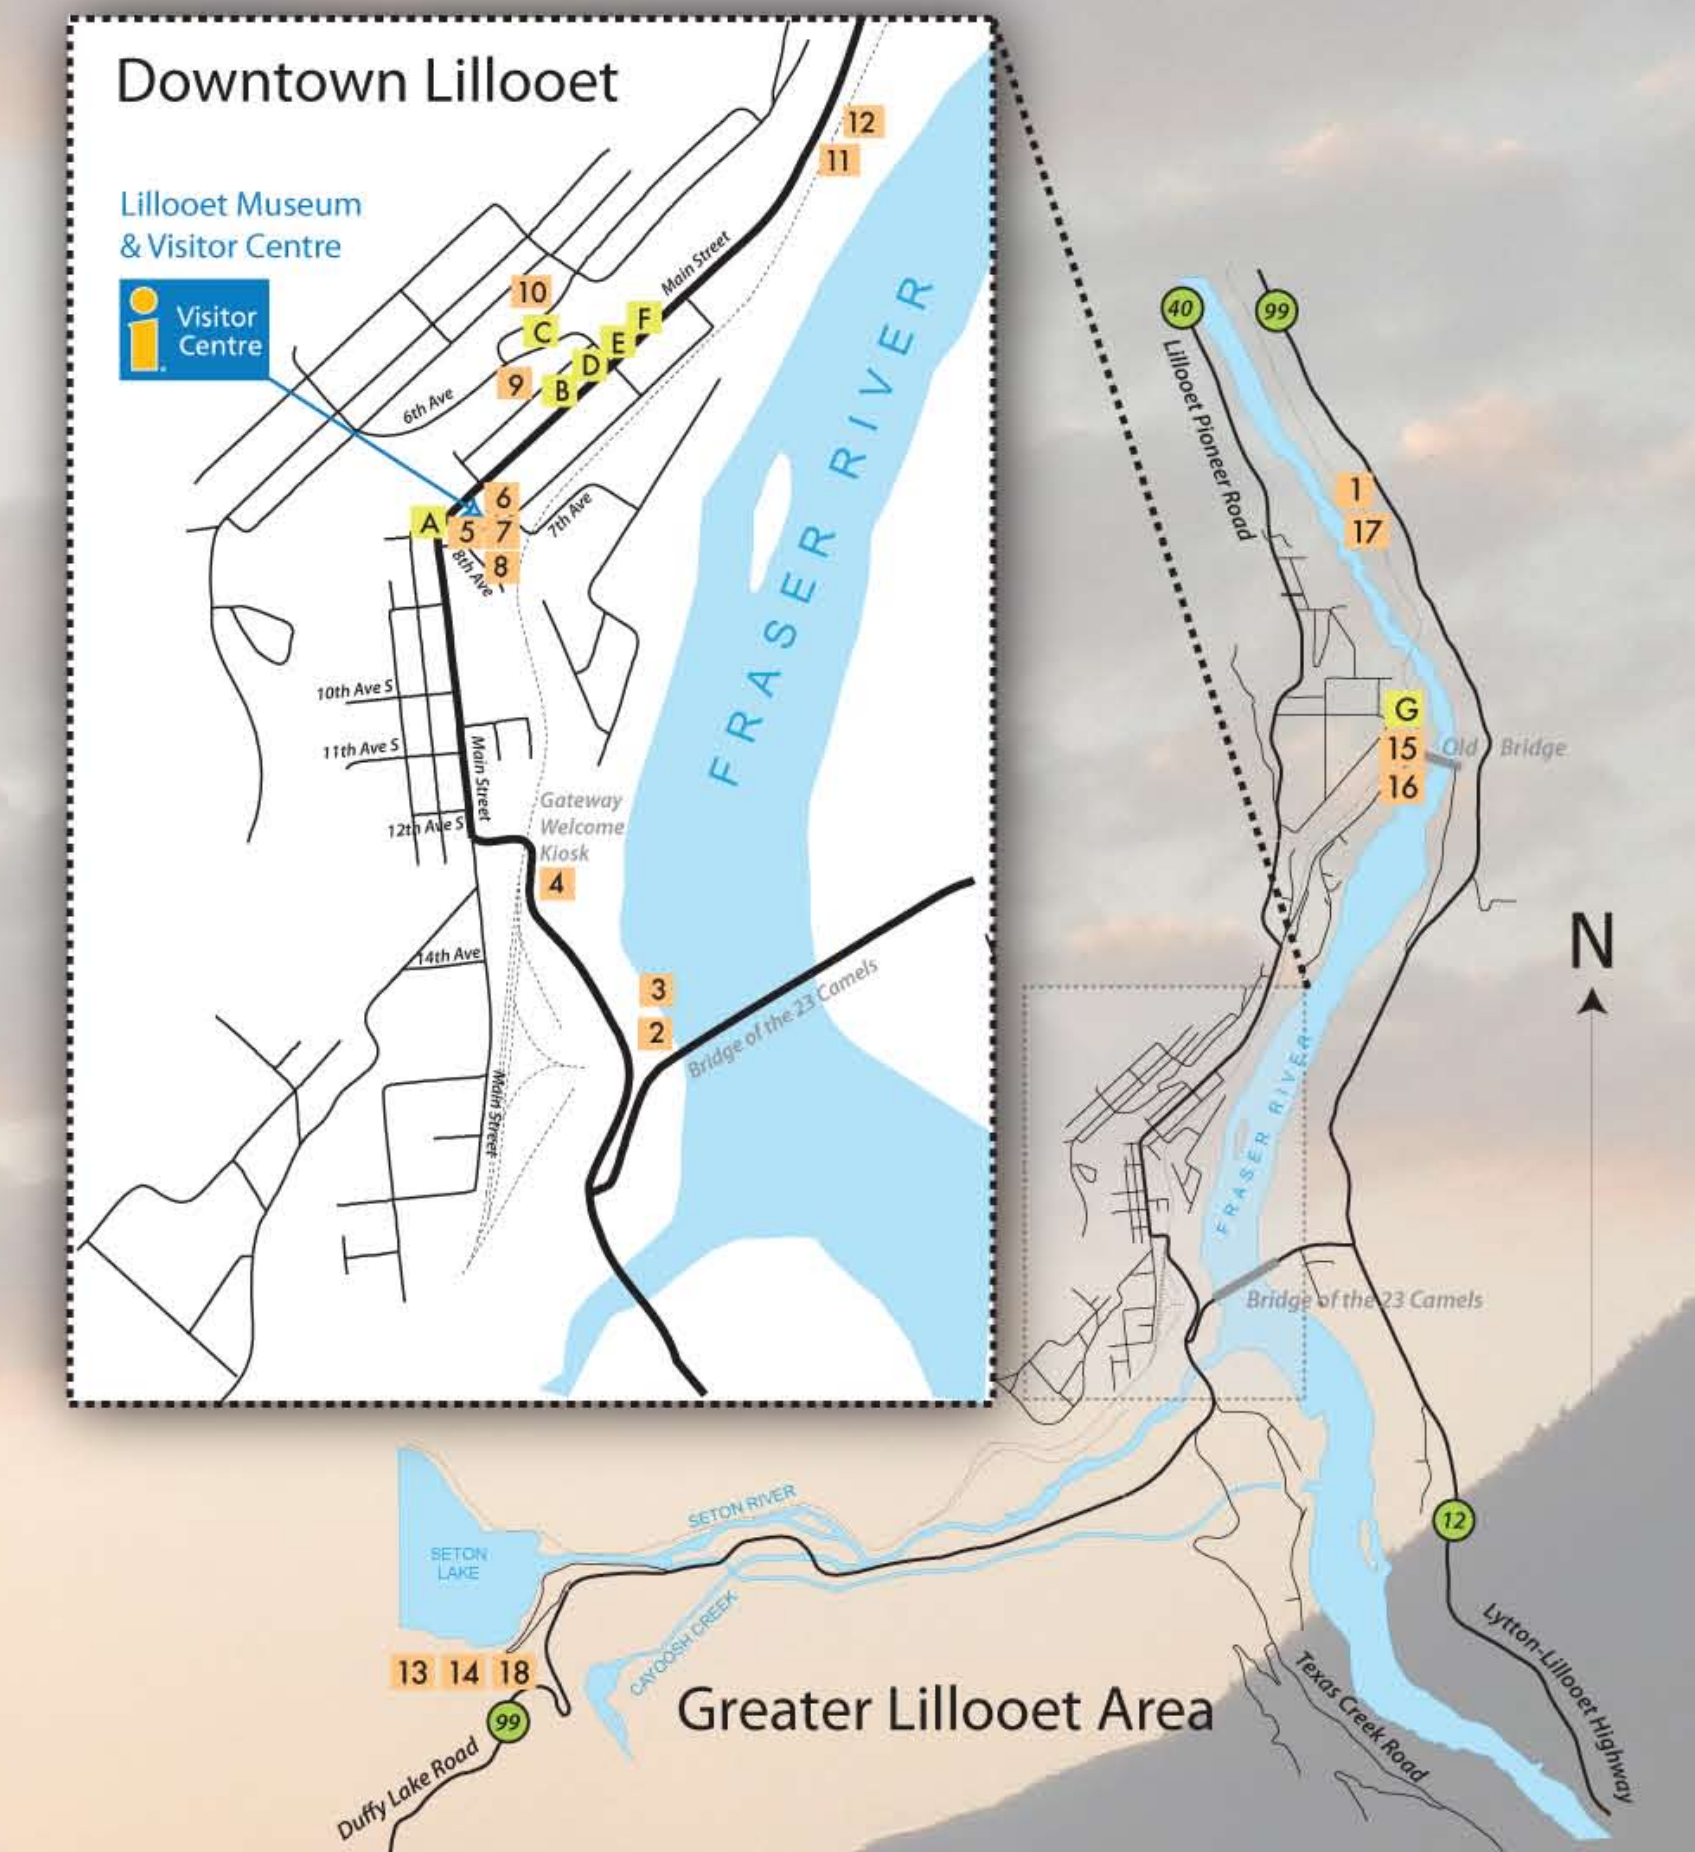 Downtown Lillooet
Lillooet Museum
& Visitor Centre
i
Visitor
Centre
12
11
Main Street
10
C
F
E
D
9
B
6th Ave
6
A
5
7
8
7th Ave
8th Ave
FRASER RIVER
10th Ave S
11th Ave S
Main Street
12th Ave S
Gateway
Welcome
Kiosk
4
14th Ave
3
2
Bridge of the 23 Camels
Main Street
40
99
Lillooet Pioneer Road
1
17
G
15
16
Old Bridge
N
FRASER RIVER
Bridge of the 23 Camels
SETON RIVER
SETON
LAKE
CAYOOSH CREEK
13 14 18
99
Duffy Lake Road
Greater Lillooet Area
12
Lytton-Lillooet Highway
Texas Creek Road